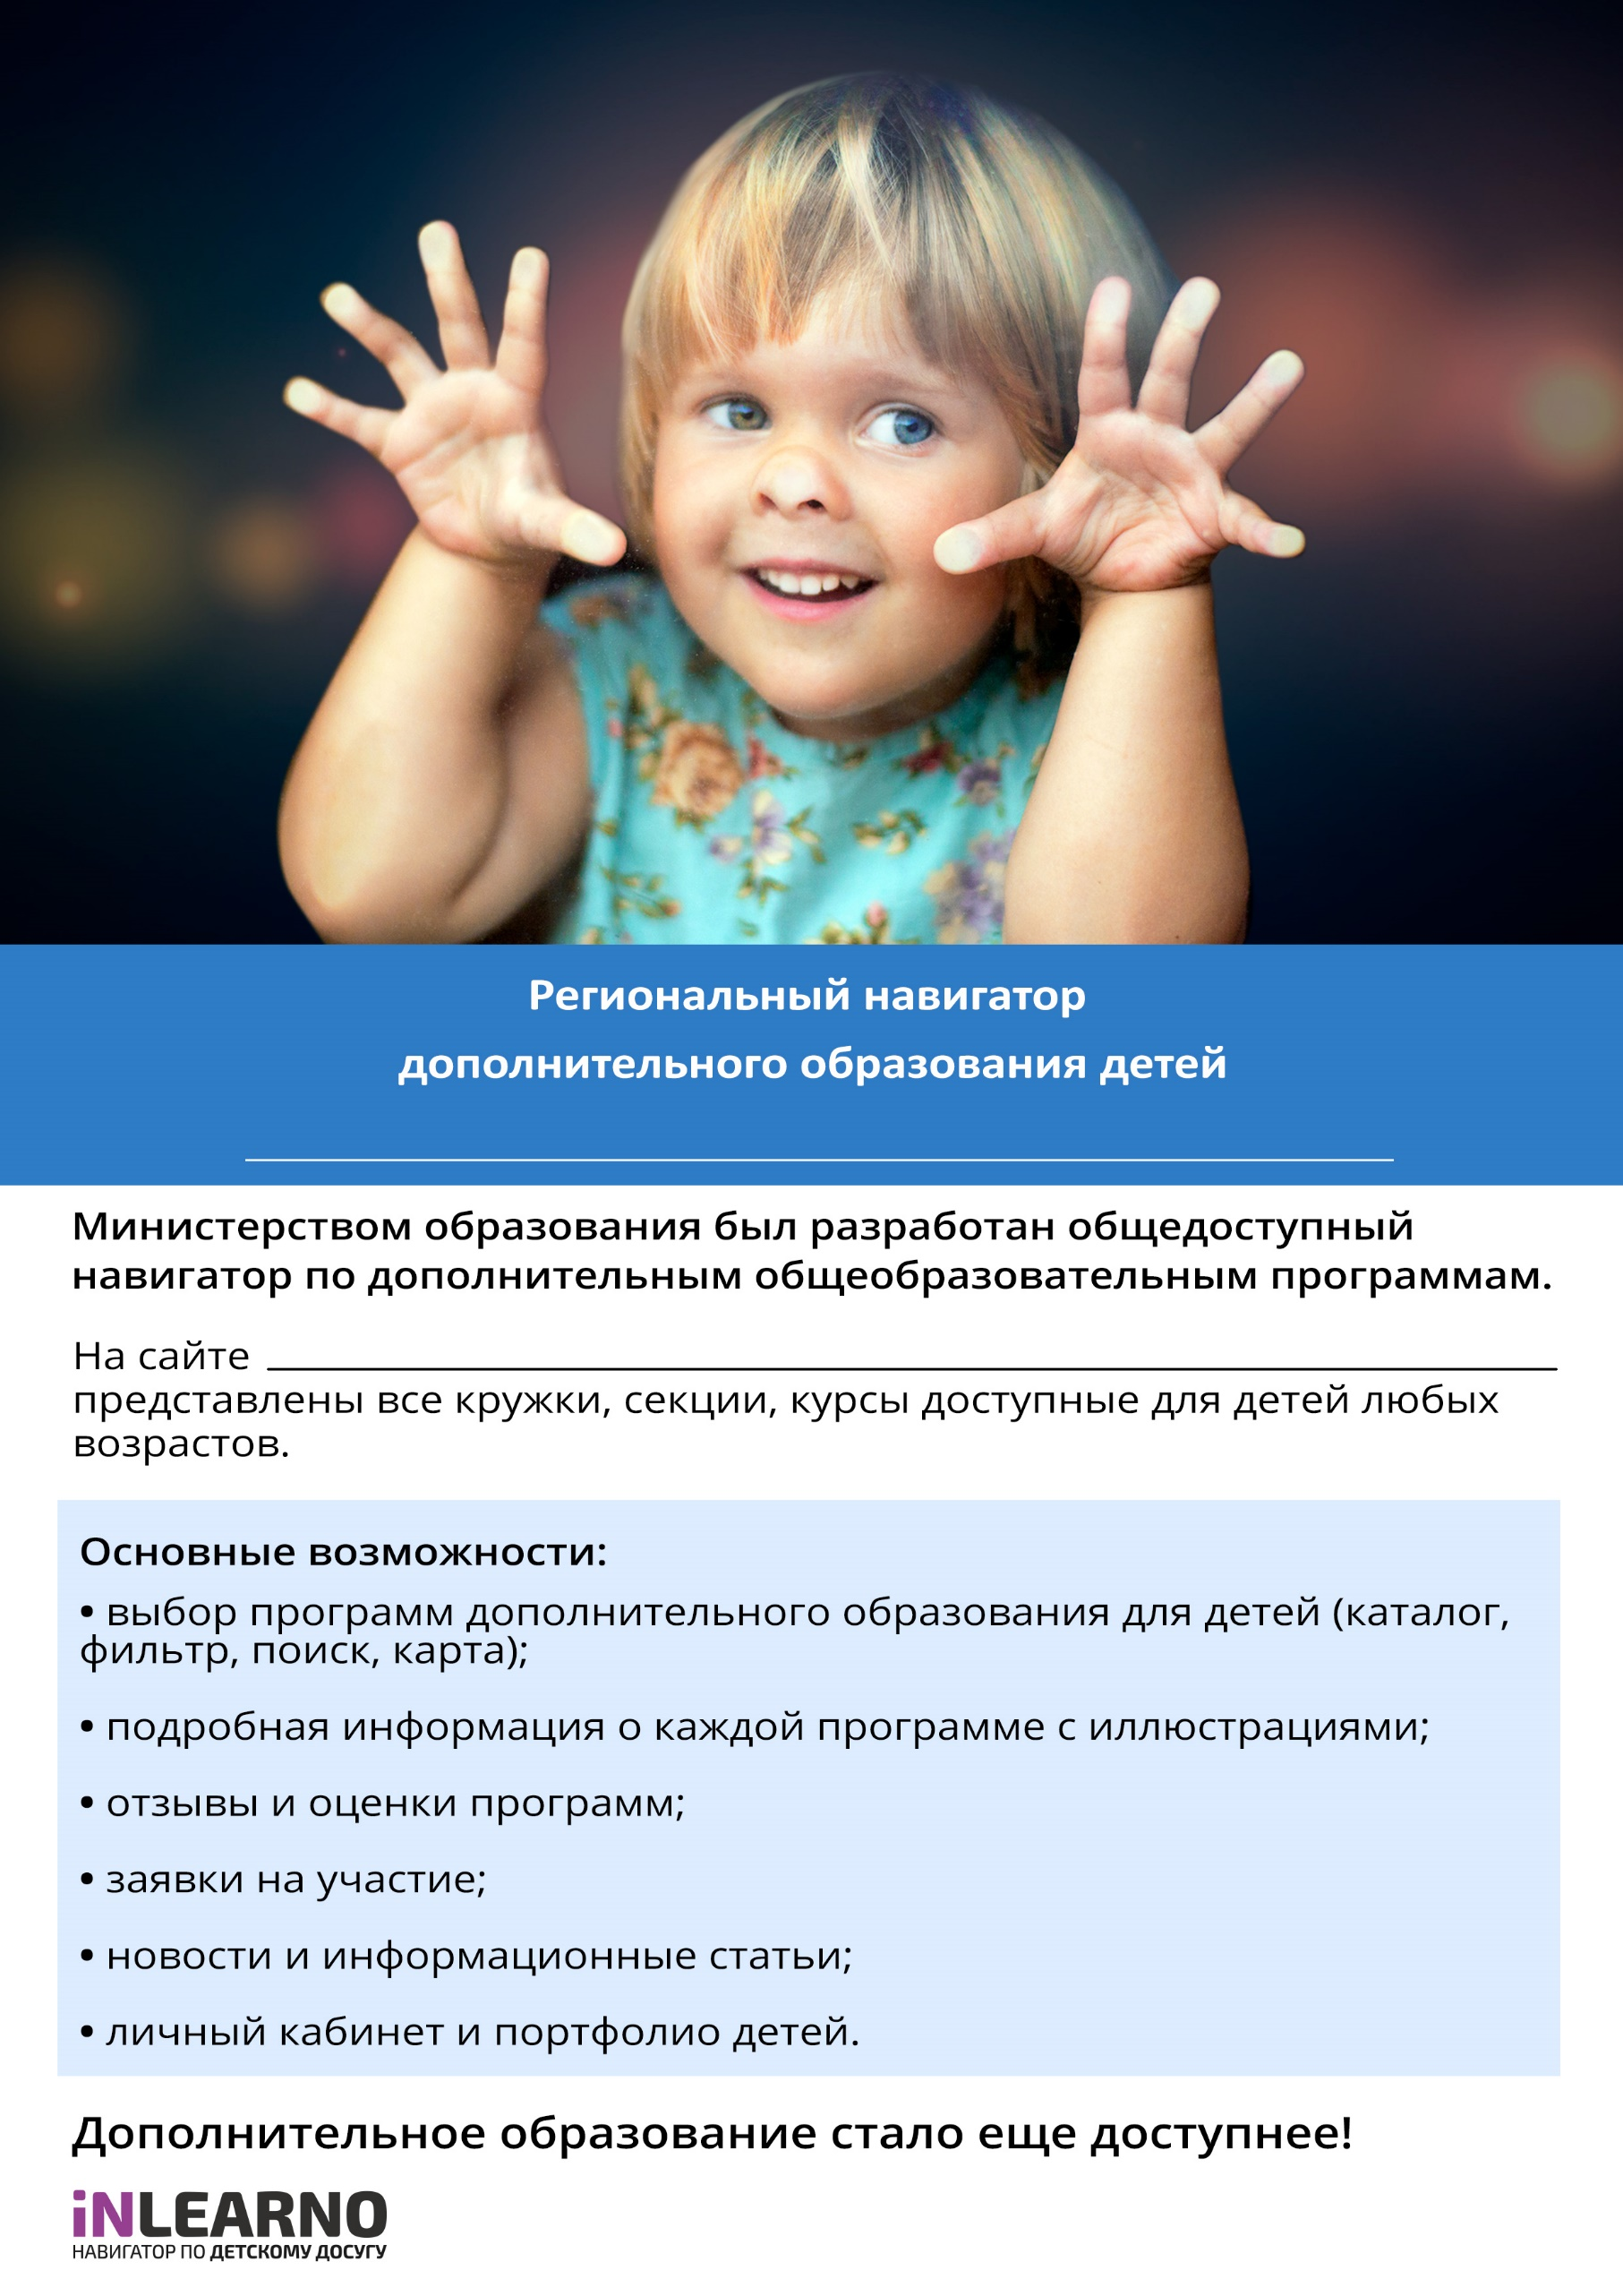 Региональный навигатор
дополнительного образования детей
Министерством образования был разработан общедоступный
навигатор по дополнительным общеобразовательным программам.
На сайте
представлены все кружки, секции, курсы доступные для детей любых
возрастов.
Основные возможности:
• выбор программ дополнительного образования для детей (каталог,
фильтр, поиск, карта);
• подробная информация о каждой программе с иллюстрациями;
• отзывы и оценки программ;
• заявки на участие;
• новости и информационные статьи;
• личный кабинет и портфолио детей.
Дополнительное образование стало еще доступнее!
iNLEARNO
НАВИГАТОР ПО ДЕТСКОМУ ДОСУГУ